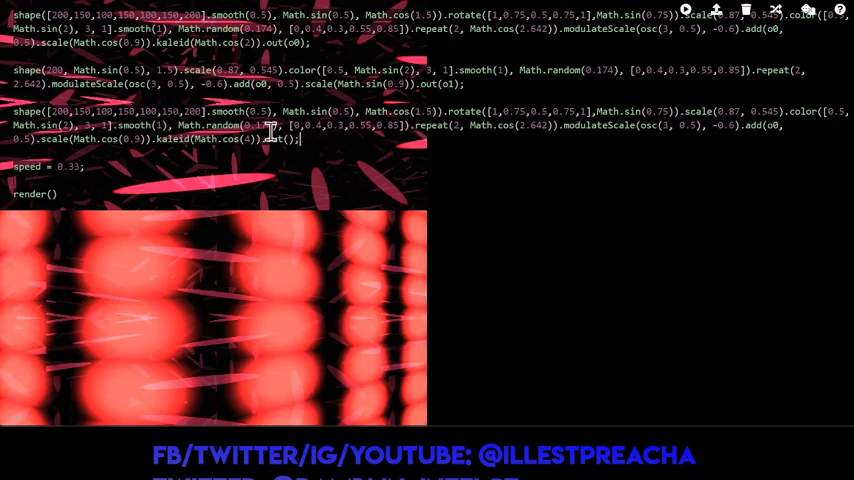 shape([200,150,100,150,100,150,200].smooth(0.5), Math.sin(0.5), Math.cos(1.5)).rotate([1,0.75,0.5,0.75,1],Math.sin(0.75)).scale(0.87, 0.545).color([0.5,
Math.sin(2), 3, 1].smooth(1), Math.random(0.174), [0,0.4,0.3,0.55,0.85]).repeat(2, Math.cos(2.642)).modulateScale(osc(3, 0.5), -0.6).add(o0,
0.5).scale(Math.cos(0.9)).kaleid(Math.cos(2)).out(o0);
shape(200, Math.sin(0.5), 1.5).scale(0.87, 0.545).color([0.5, Math.sin(2), 3, 1].smooth(1), Math.random(0.174), [0,0.4,0.3,0.55,0.85]).repeat(2,
2.642).modulateScale(osc(3, 0.5), -0.6).add(o0, 0.5).scale(Math.sin(0.9)).out(o1);
shape([200,150,100,150,100,150,200].smooth(0.5), Math.sin(0.5), Math.cos(1.5)).rotate([1,0.75,0.5,0.75,1],Math.sin(0.75)).scale(0.87, 0.545).color([0.5,
Math.sin(2), 3, 1].smooth(1), Math.random(0.174), [0,0.4,0.3,0.55,0.85]).repeat(2, Math.cos(2.642)).modulateScale(osc(3, 0.5), -0.6).add(o0,
0.5).scale(Math.cos(0.9)).kaleid(Math.cos(4)).out();
speed = 0.33;
render()
FB/TWITTER/IG/YOUTUBE: @ILLESTPREACHA